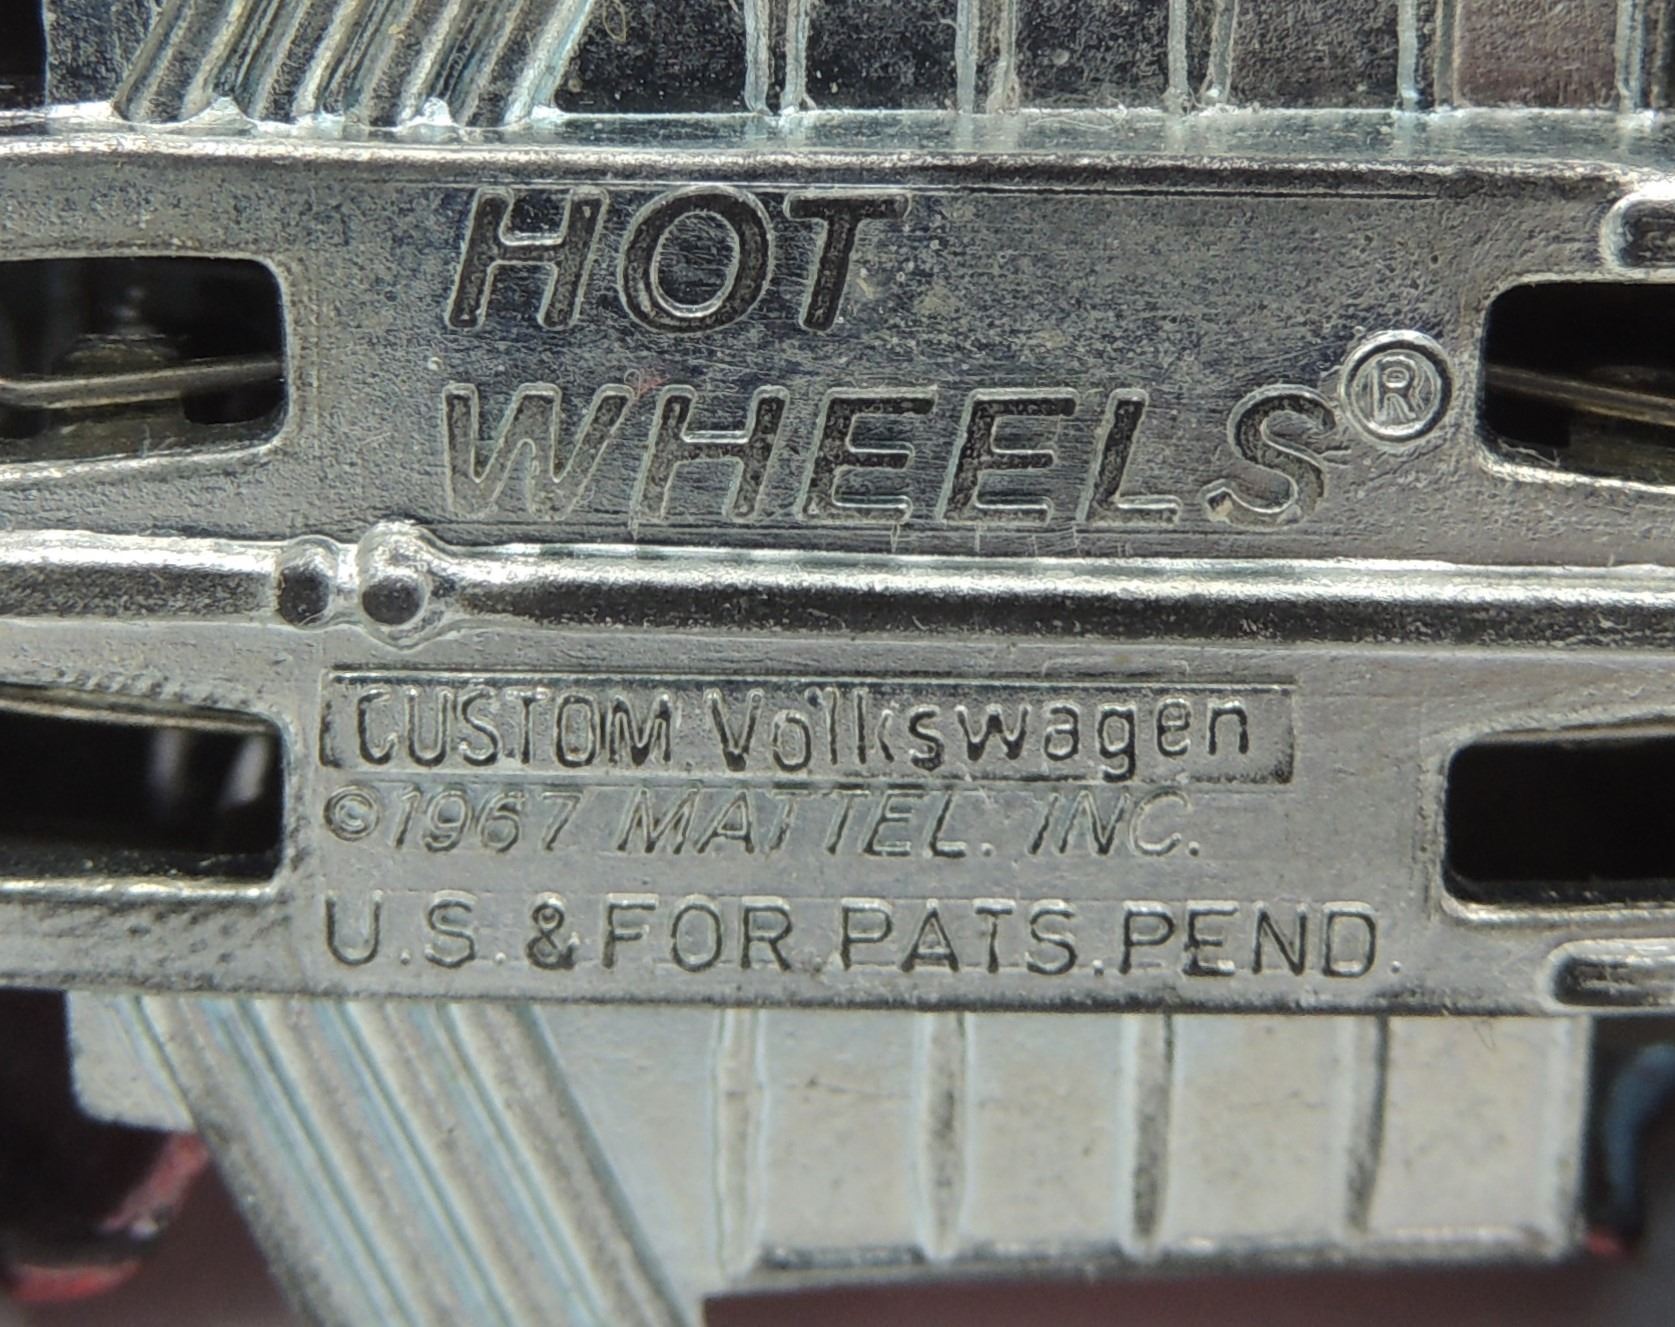 HOT
WHEELS®
CUSTOM Volkswagen
©1967 MATTEL. INC.
U.S. & FOR. PATS. PEND.